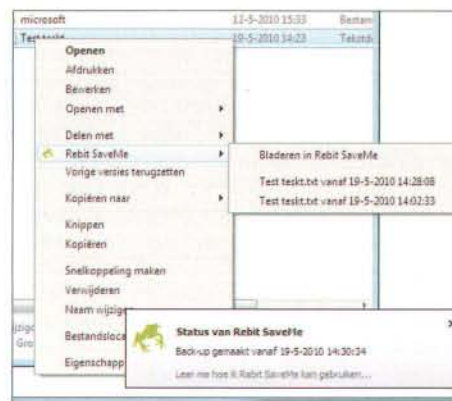 microsoft 12-5-2010 15:33
Test teskt 19-5-2010 14:23
Openen
Afdrukken
Bewerken
Openen met
Delen met
Rebit SaveMe
Vorige versies terugzetten
Kopiëren naar
Knippen
Kopiëren
Snelkoppeling maken
Verwijderen
Naam wijzigen
Bestandsloca
Eigenschapp
Bladeren in Rebit SaveMe
Test teskt.txt vanaf 19-5-2010 14:28:08
Test teskt.txt vanaf 19-5-2010 14:02:33
Status van Rebit SaveMe
Back-up gemaakt vanaf 19-5-2010 14:30:34
Leer me hoe ik Rebit SaveMe kan gebruiken...